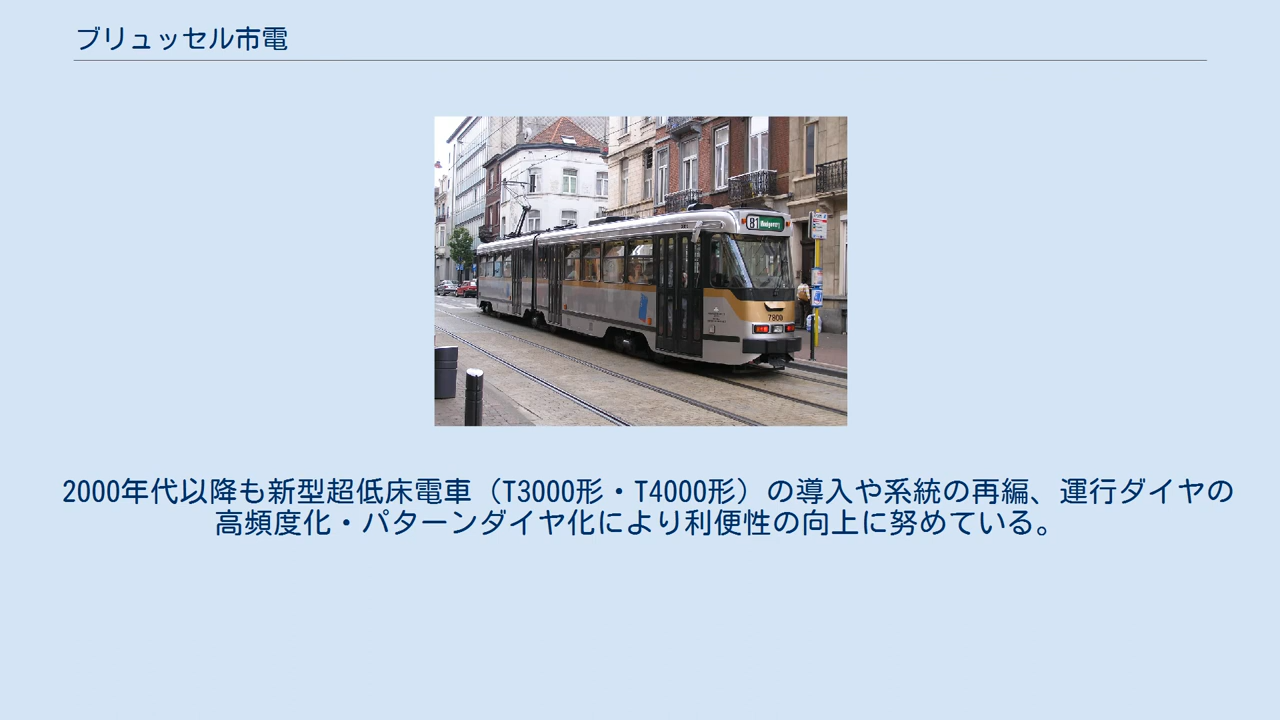 ブリュッセル市電
81 Montgomery
7800
2000年代以降も新型超低床電車（T3000形・T4000形）の導入や系統の再編、運行ダイヤの
高頻度化・パターンダイヤ化により利便性の向上に努めている。